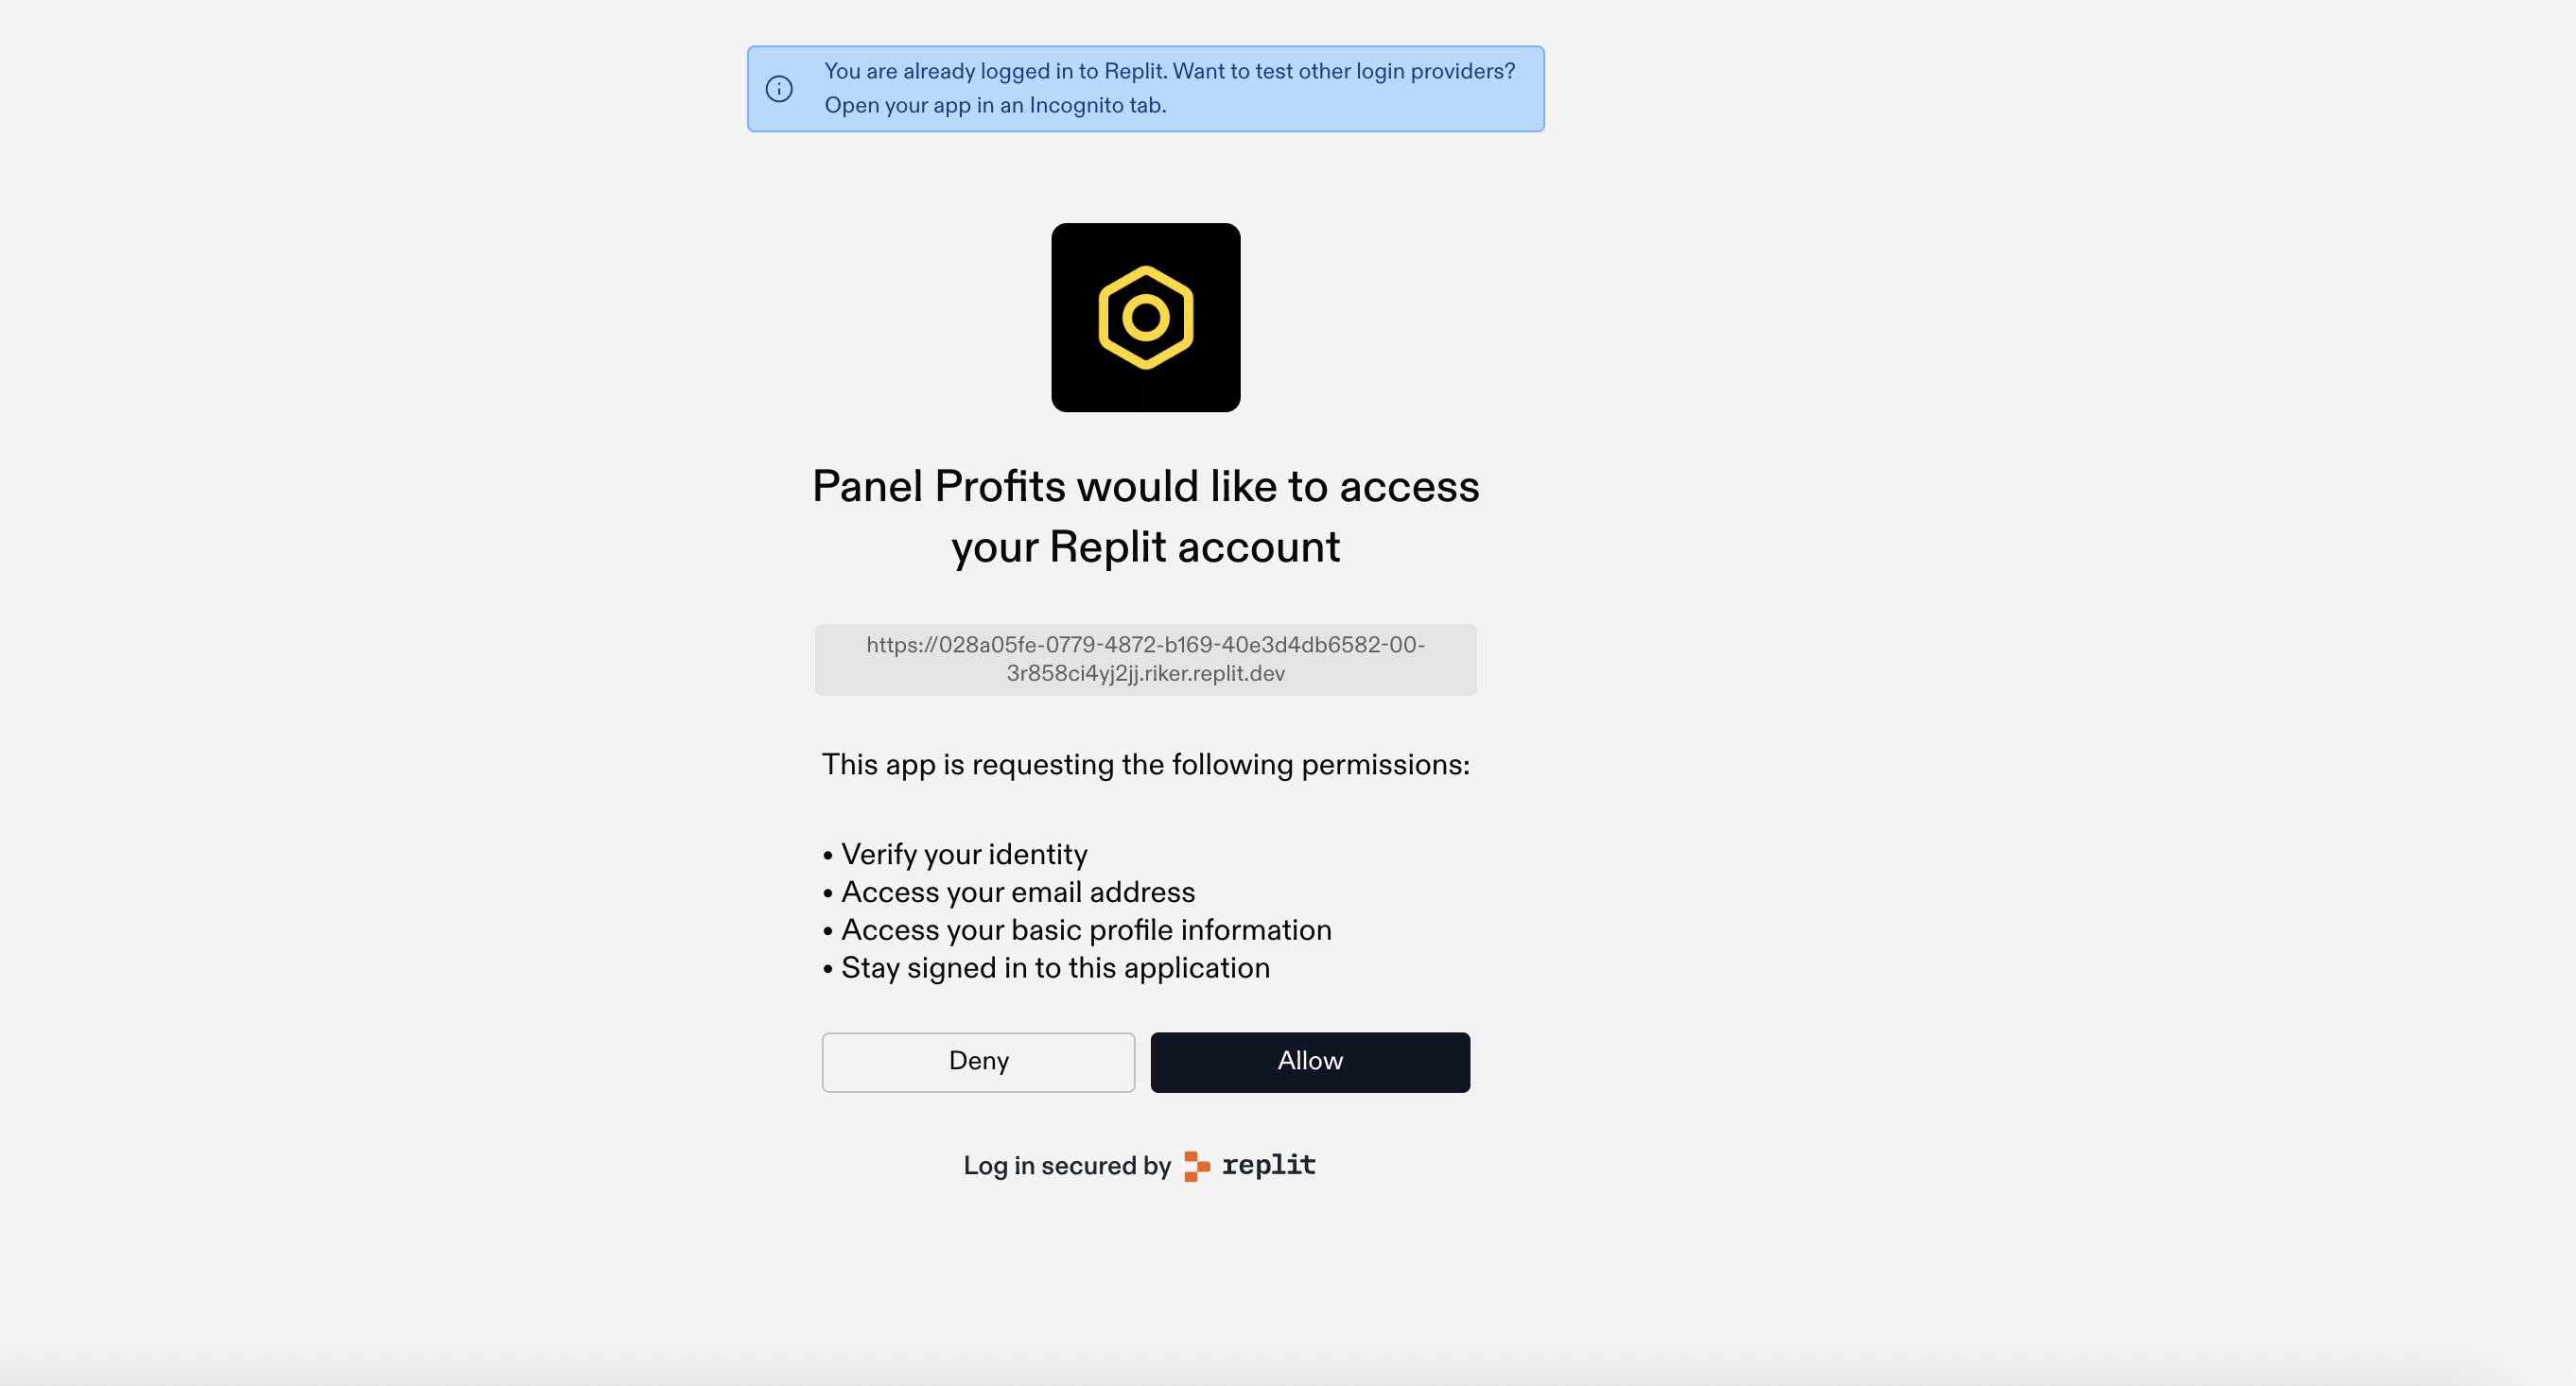 You are already logged in to Replit. Want to test other login providers?
Open your app in an Incognito tab.
Panel Profits would like to access
your Replit account
https://028a05fe-0779-4872-b169-40e3d4db6582-00-
3r858ci4yj2jj.riker.replit.dev
This app is requesting the following permissions:
• Verify your identity
• Access your email address
• Access your basic profile information
• Stay signed in to this application
Deny
Allow
Log in secured by replit